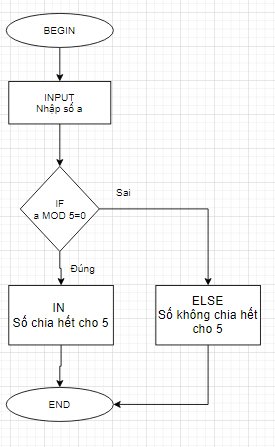 BEGIN
INPUT
Nhập số a
IF
a MOD 5=0
Sai
Đúng
IN
Số chia hết cho 5
ELSE
Số không chia hết
cho 5
END